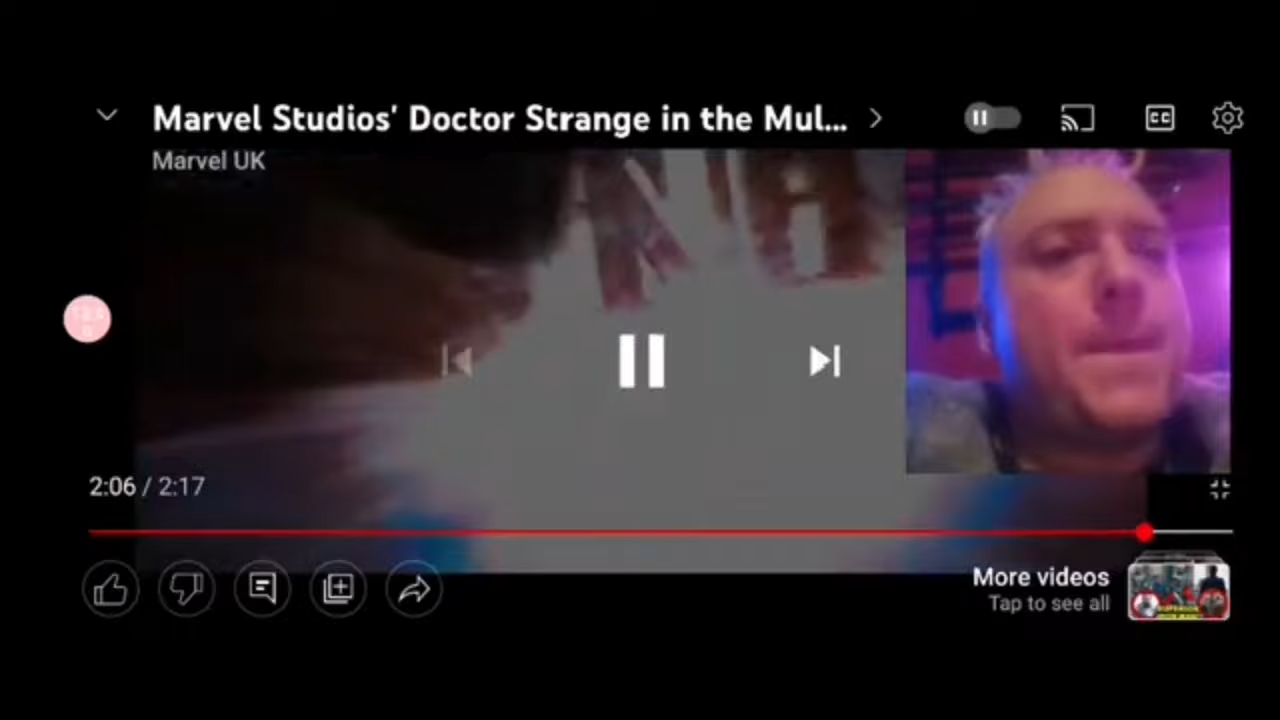 Marvel Studios' Doctor Strange in the Mul...
Marvel UK
CC
2:06 / 2:17
More videos
Tap to see all